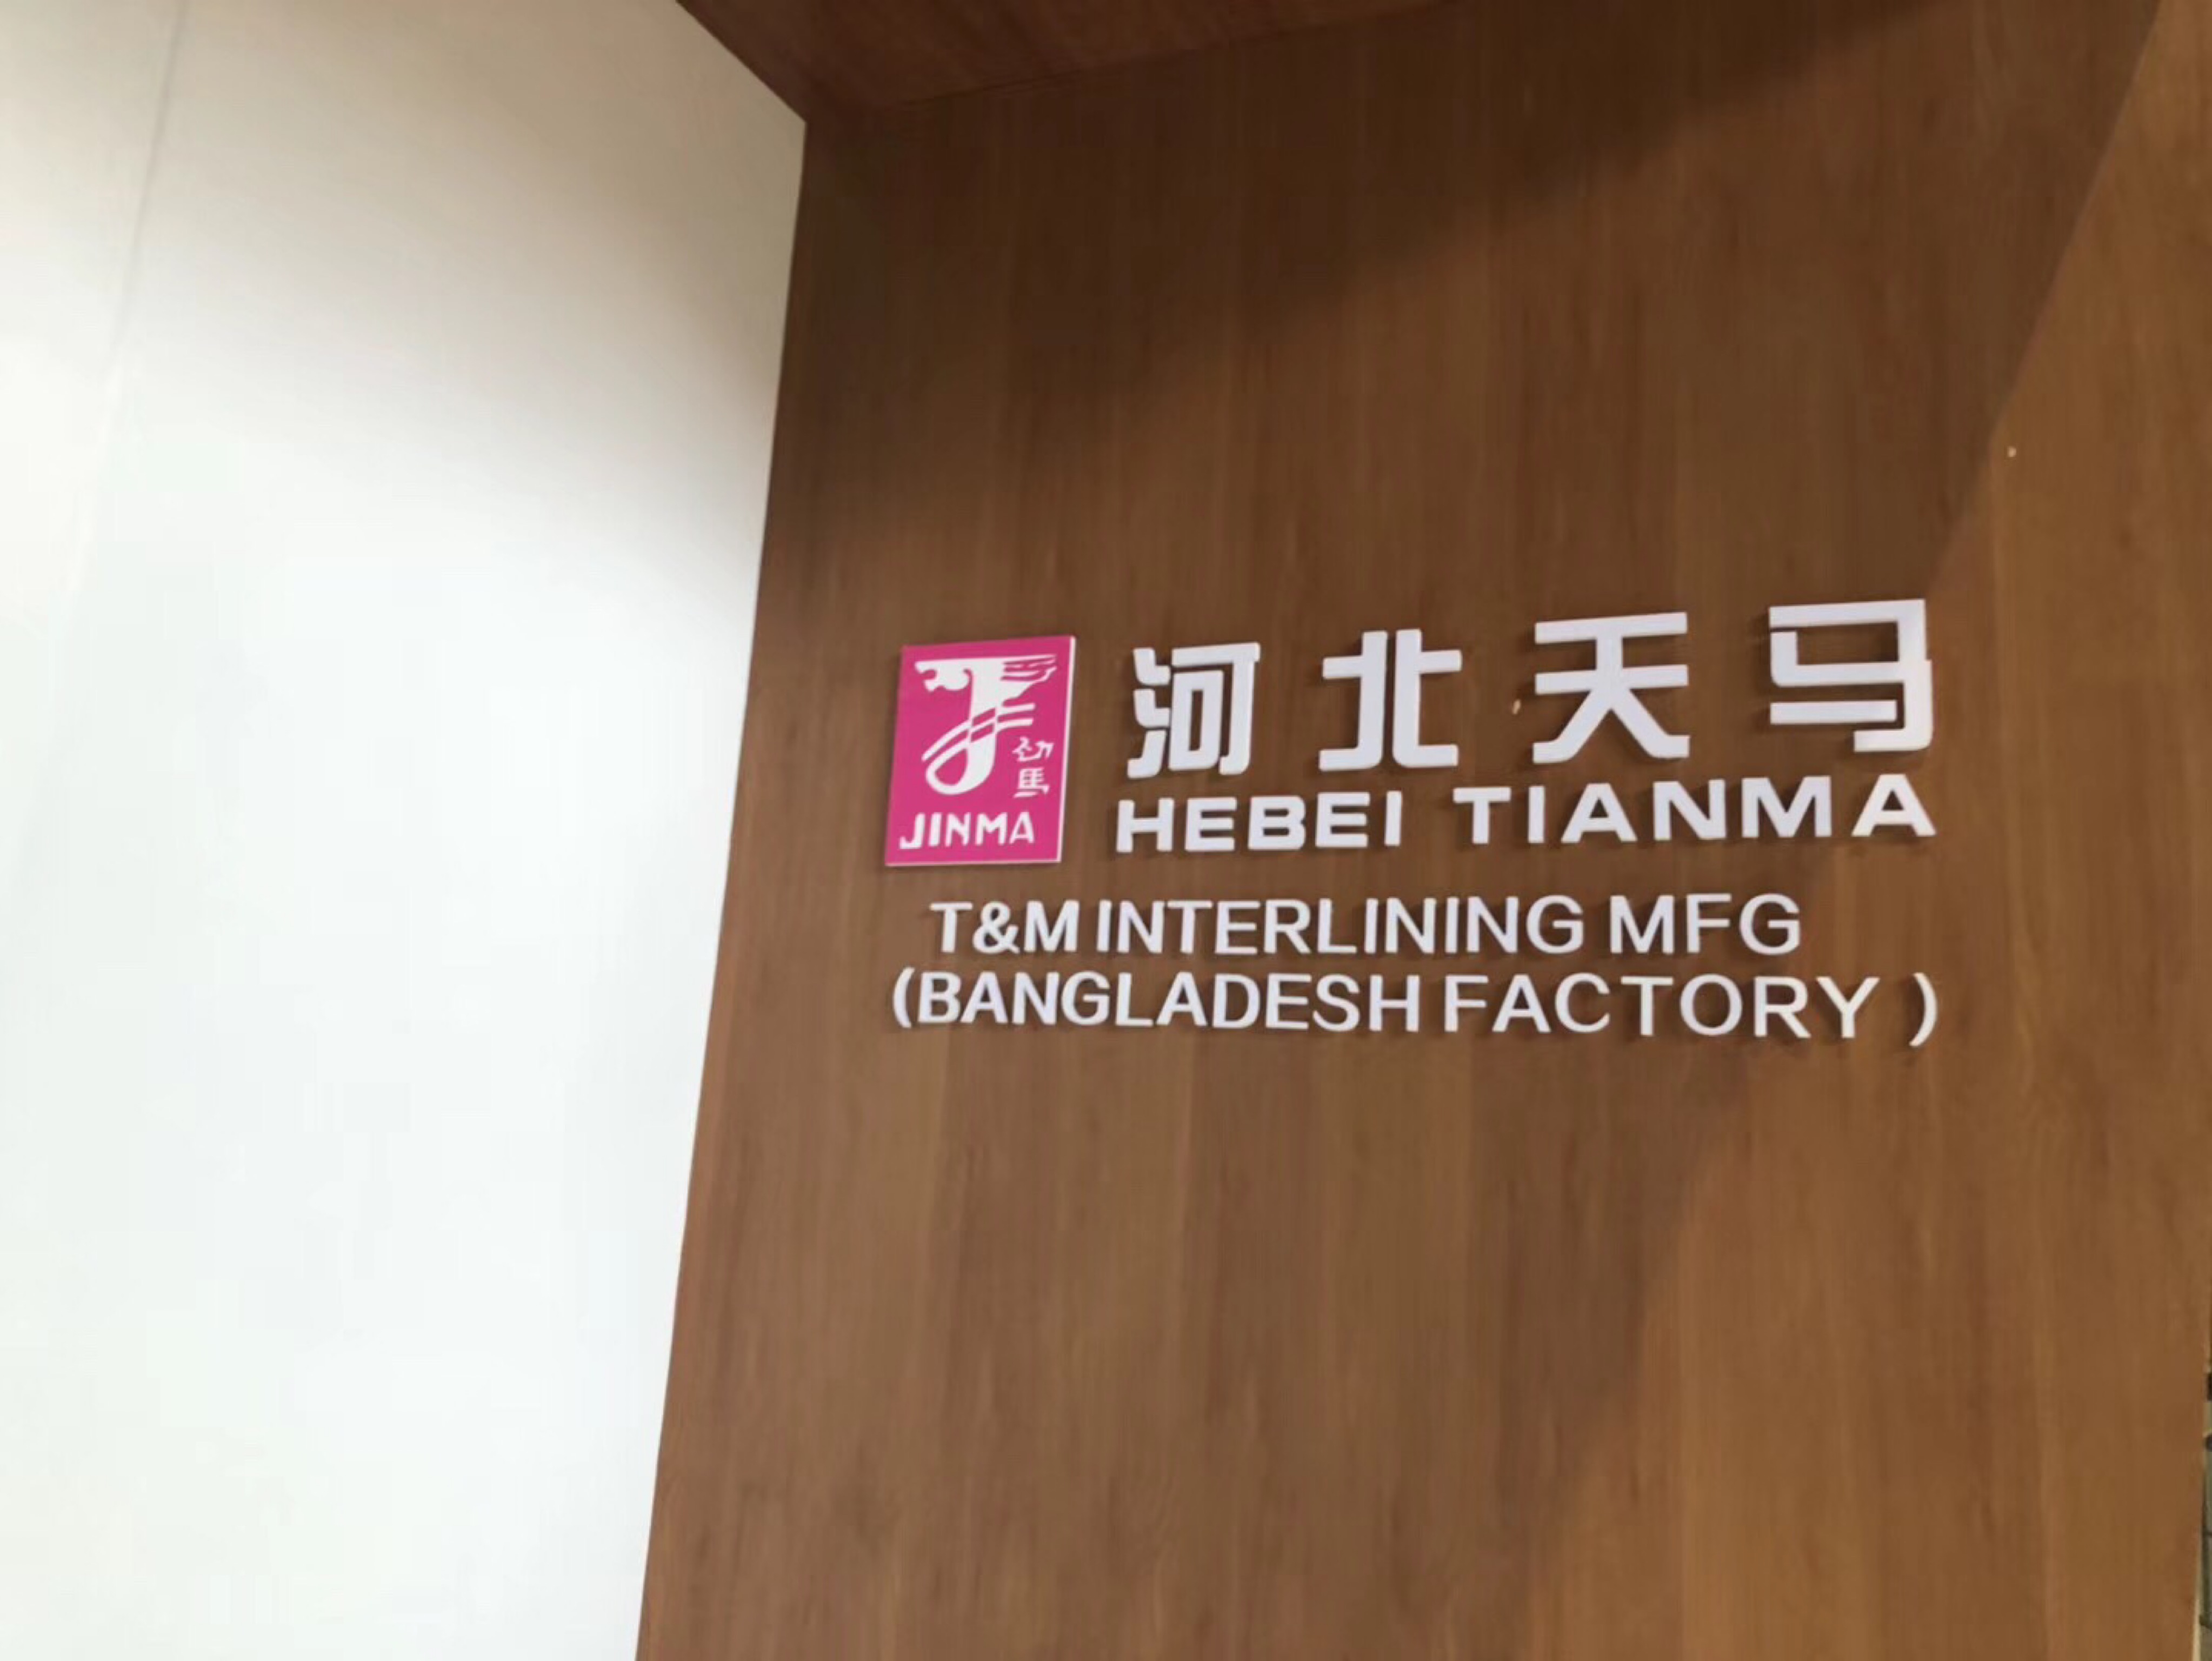 河北天马
HEBEI TIANMA
JINMA
T&M INTERLINING MFG
(BANGLADESH FACTORY )